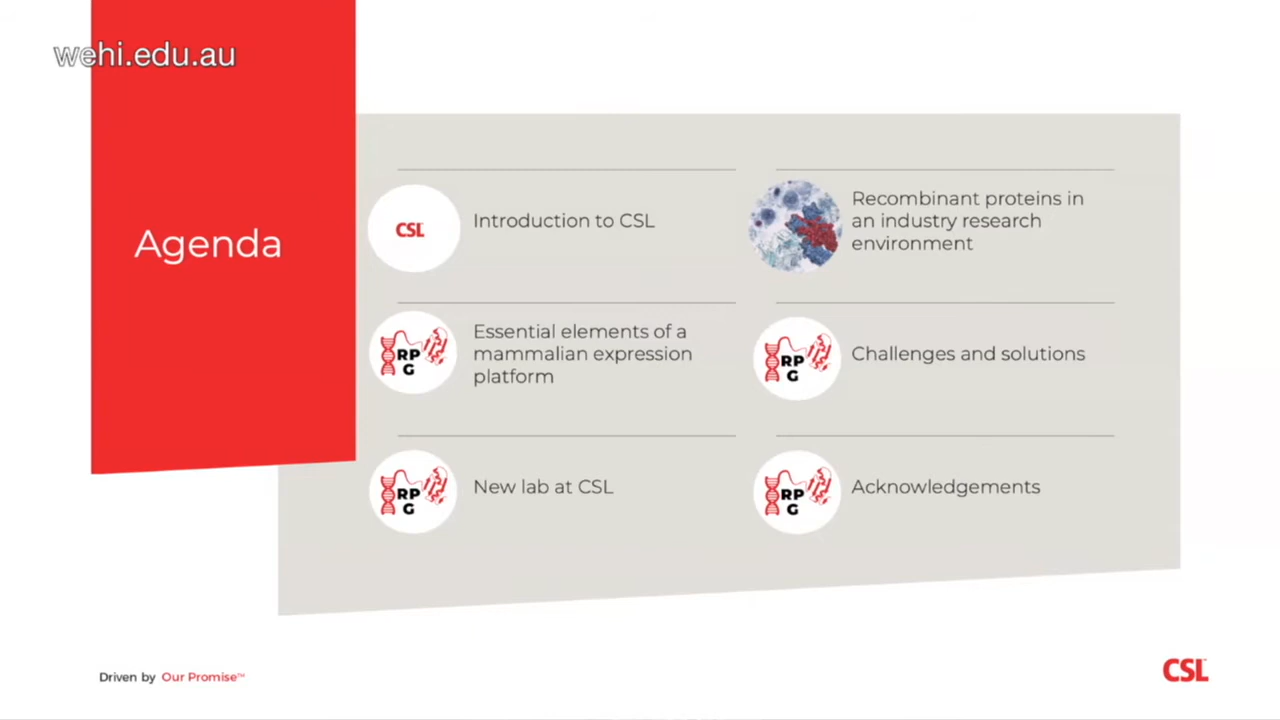 wehi.edu.au
Agenda
CSL
Introduction to CSL
Recombinant proteins in
an industry research
environment
RP
G
Essential elements of a
mammalian expression
platform
RP
G
Challenges and solutions
RP
G
New lab at CSL
RP
G
Acknowledgements
Driven by Our Promise™
CSL™